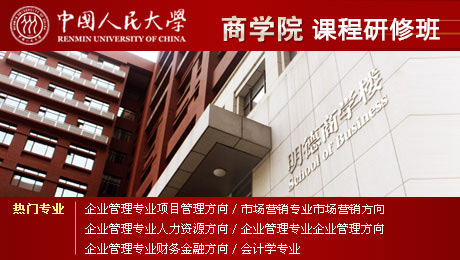 中国人民大学
RENMIN UNIVERSITY OF CHINA
商学院 课程研修班
明德商学楼
School of Business
热门专业
企业管理专业项目管理方向 / 市场营销专业市场营销方向
企业管理专业人力资源方向 / 企业管理专业企业管理方向
企业管理专业财务金融方向 / 会计学专业